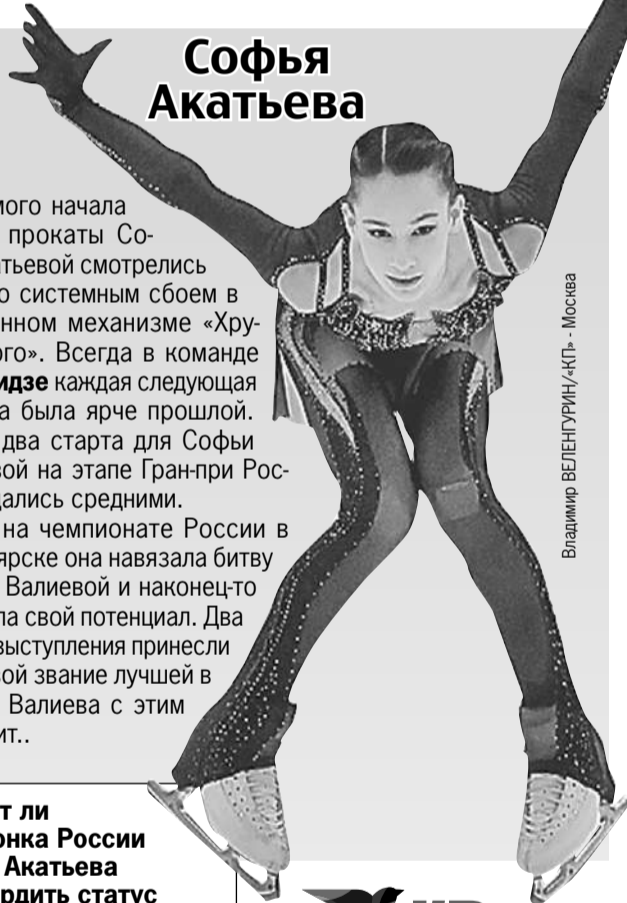 Софья
Акатьева
мого начала
прокаты Со-
атьевой смотрелись
о системным сбоем в
нном механизме «Хру-
ого». Всегда в команде
идзе каждая следующая
а была ярче прошлой.
два старта для Софьи
вой на этапе Гран-при Рос-
дались средними.
на чемпионате России в
ярске она навязала битву
Валиевой и наконец-то
ла свой потенциал. Два
выступления принесли
вой звание лучшей в
Валиева с этим
ит..
Владимир ВЕЛЕНГУРИН/«КП» - Москва
т ли
онка России
Акатьева
рдить статус